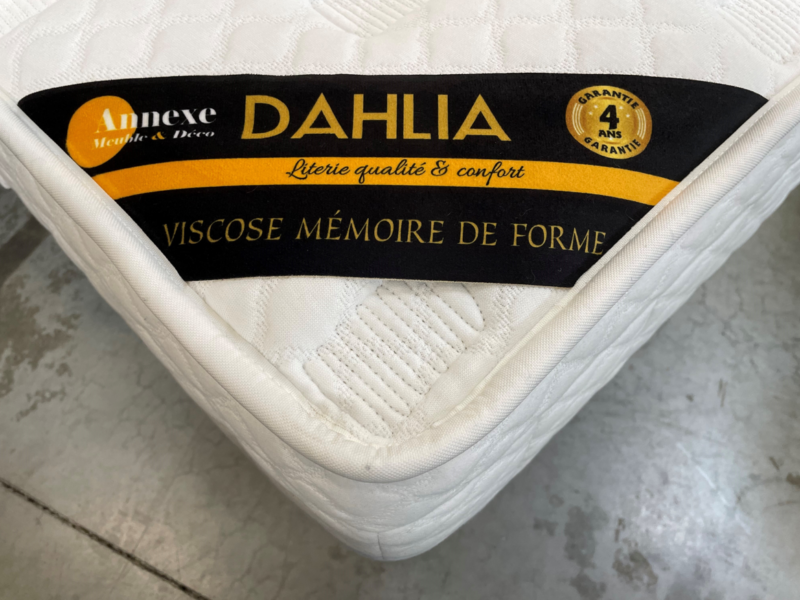 Annexe
Meuble & Déco
DAHLIA
GARANTIE
4
ANS
GARANTIE
Literie qualité & confort
VISCOSE MÉMOIRE DE FORME